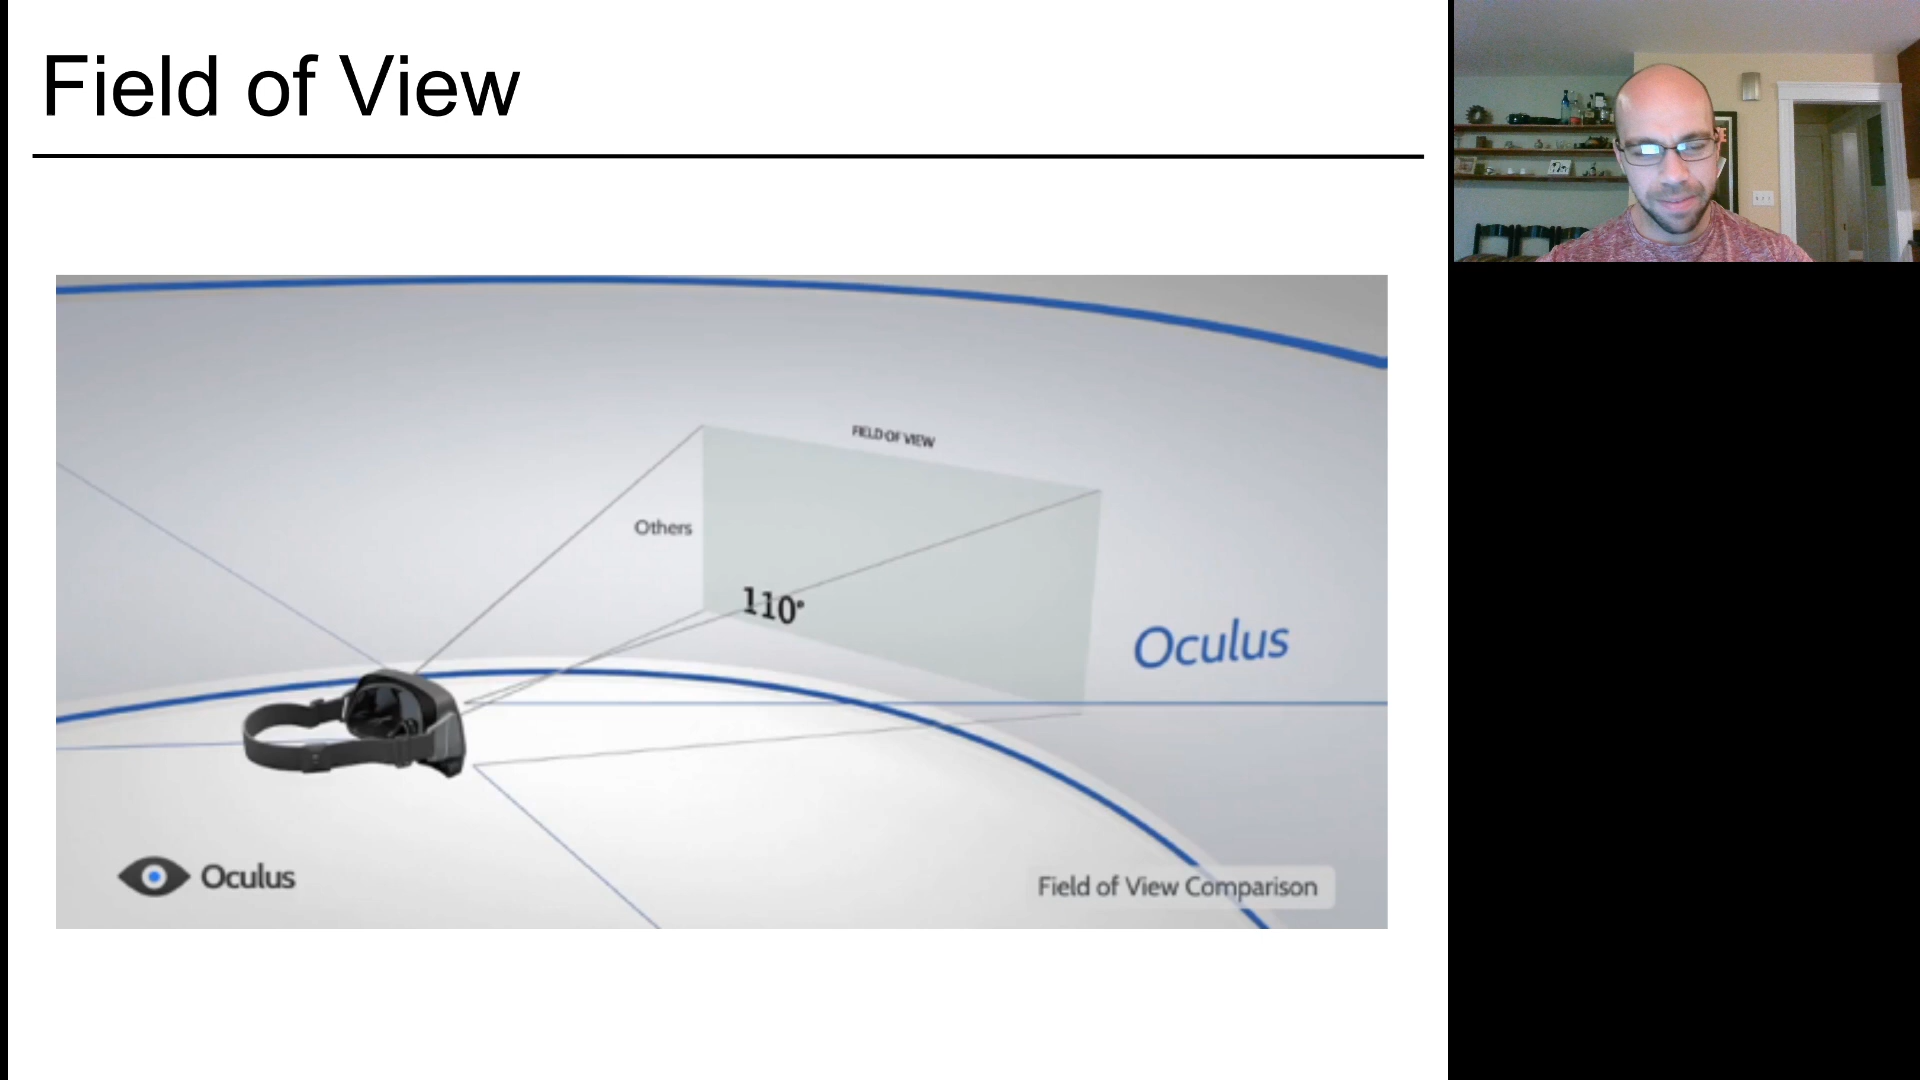 Field of View
FIELD OF VIEW
Others
110°
Oculus
Oculus
Field of View Comparison